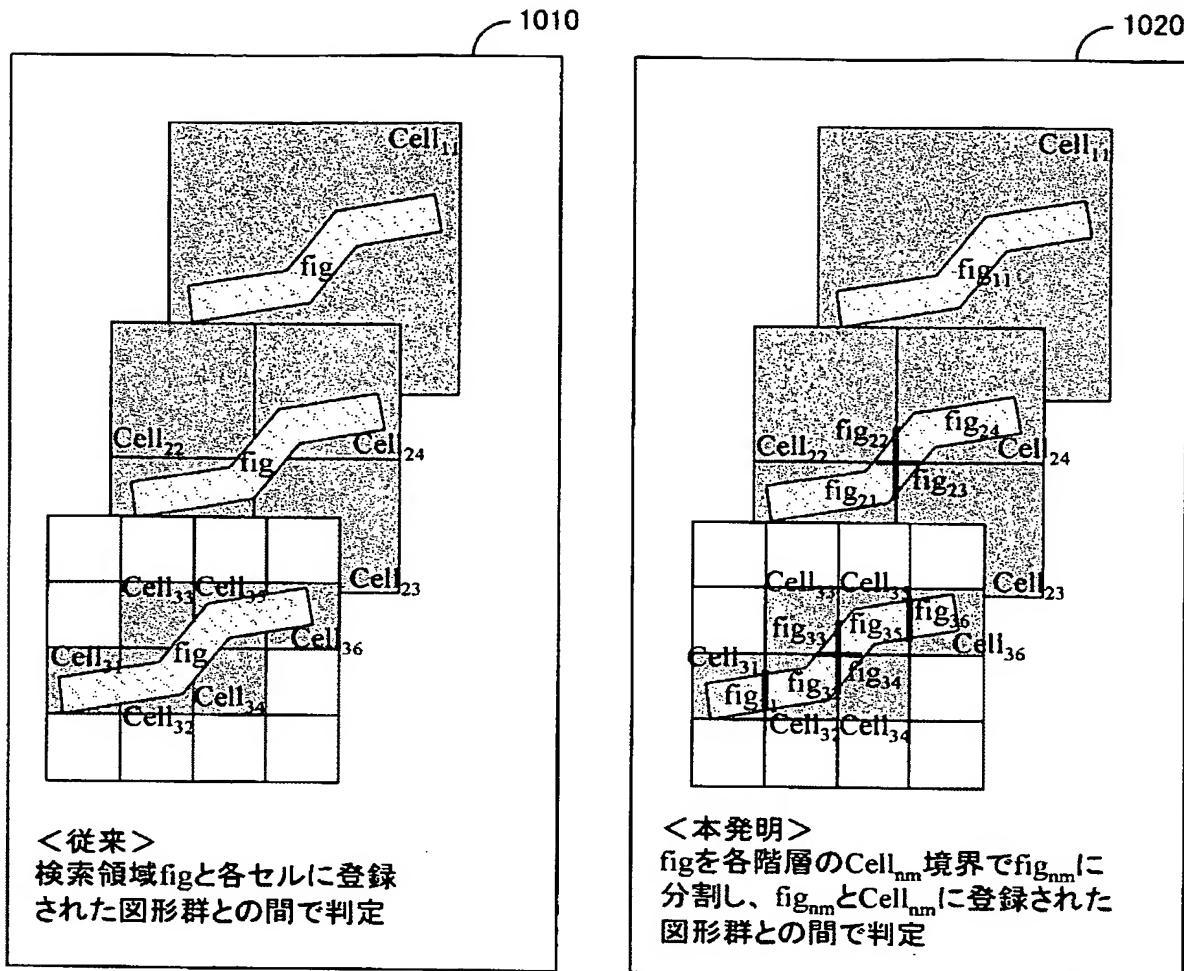 1010
Cell11
fig
Cell22
fig
Cell24
Cell33
Cell35
Cell23
Cell31
fig
Cell36
Cell34
Cell32
<従来>
検索領域figと各セルに登録
された図形群との間で判定
1020
Cell11
fig11
fig22
fig24
Cell22
Cell24
fig21
fig23
Cell33
Cell35
Cell23
fig33
fig35
fig36
Cell31
Cell36
fig32
fig34
Cell32
Cell34
<本発明>
figを各階層のCellnm境界でfignmに
分割し、fignmとCellnmに登録された
図形群との間で判定